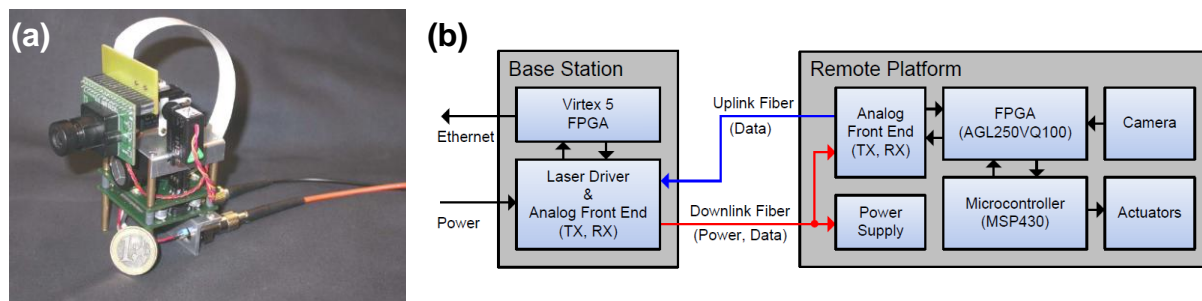 (a)
(b)
Base Station
Virtex 5
FPGA
Ethernet
Laser Driver
&
Analog Front End
(TX, RX)
Power
Uplink Fiber
(Data)
Downlink Fiber
(Power, Data)
Remote Platform
Analog
Front End
(TX, RX)
FPGA
(AGL250VQ100)
Camera
Power
Supply
Microcontroller
(MSP430)
Actuators